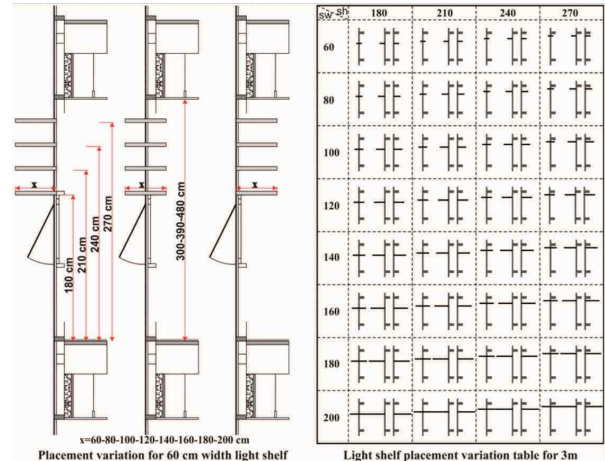 x
x
x
180 cm
210 cm
240 cm
270 cm
300-390-480 cm
x=60-80-100-120-140-160-180-200 cm
Placement variation for 60 cm width light shelf
sw sh 180 210 240 270
60
80
100
120
140
160
180
200
Light shelf placement variation table for 3m